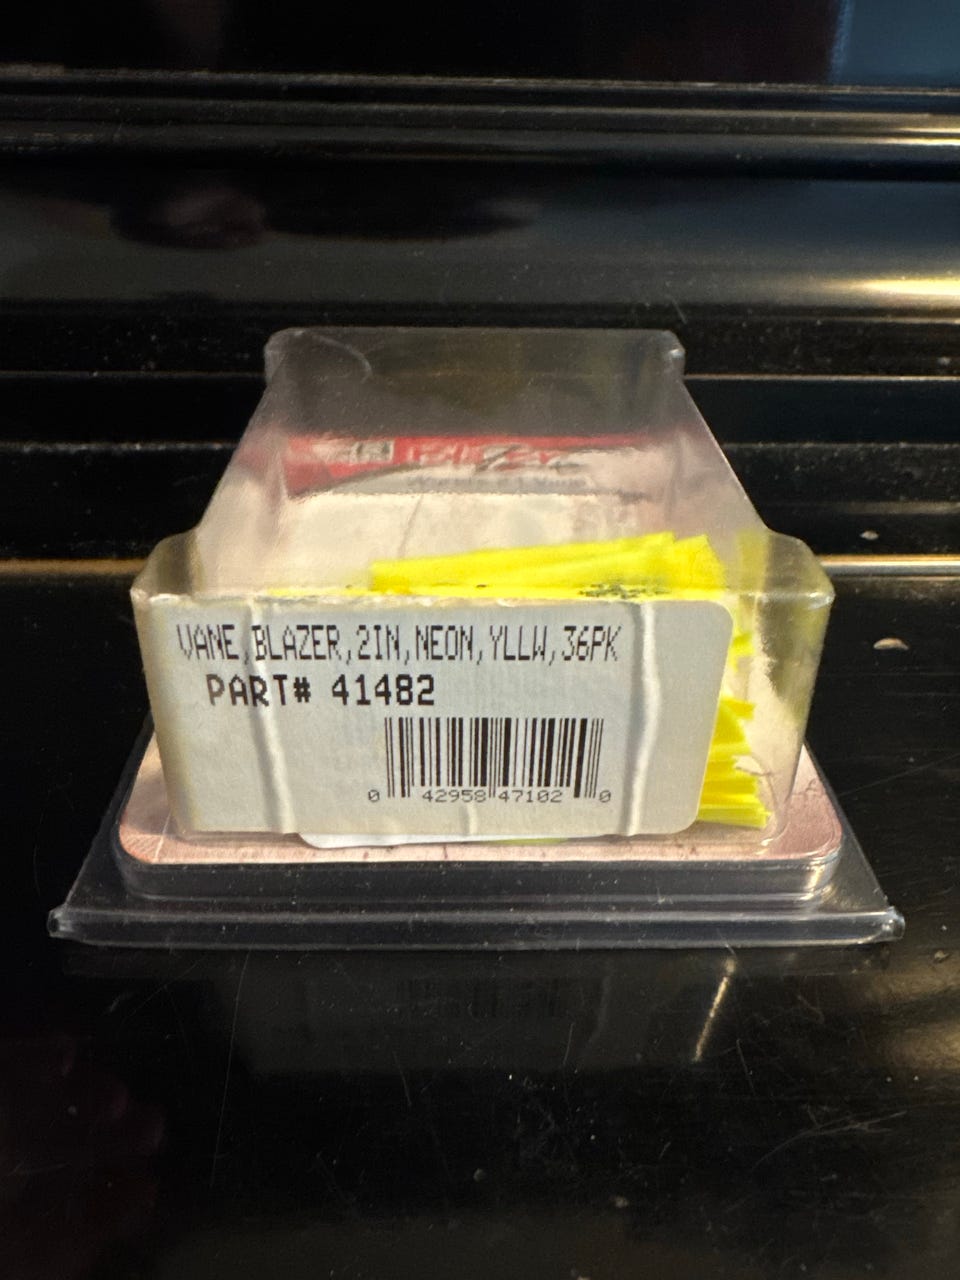 VANE,BLAZER,2IN,NEON,YLLW,36PK
PART# 41482
0 42958 47102 0